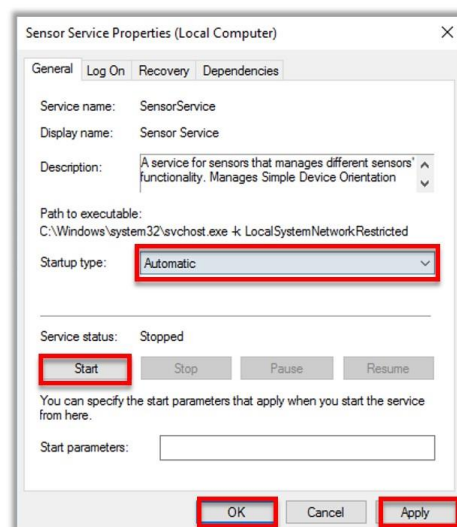 Sensor Service Properties (Local Computer)
General Log On Recovery Dependencies
Service name: SensorService
Display name: Sensor Service
Description: A service for sensors that manages different sensors'
functionality. Manages Simple Device Orientation
Path to executable:
C:\Windows\system32\svchost.exe -k LocalSystemNetworkRestricted
Startup type: Automatic
Service status: Stopped
Start Stop Pause Resume
You can specify the start parameters that apply when you start the service
from here.
Start parameters:
OK Cancel Apply